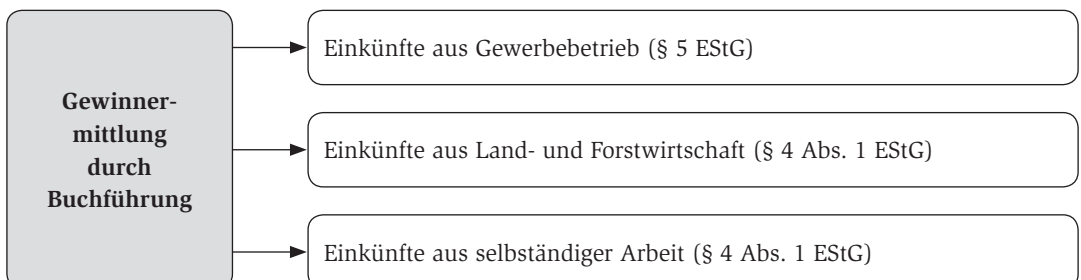 Gewinner-
mittlung
durch
Buchführung
Einkünfte aus Gewerbebetrieb (§ 5 EStG)
Einkünfte aus Land- und Forstwirtschaft (§ 4 Abs. 1 EStG)
Einkünfte aus selbständiger Arbeit (§ 4 Abs. 1 EStG)